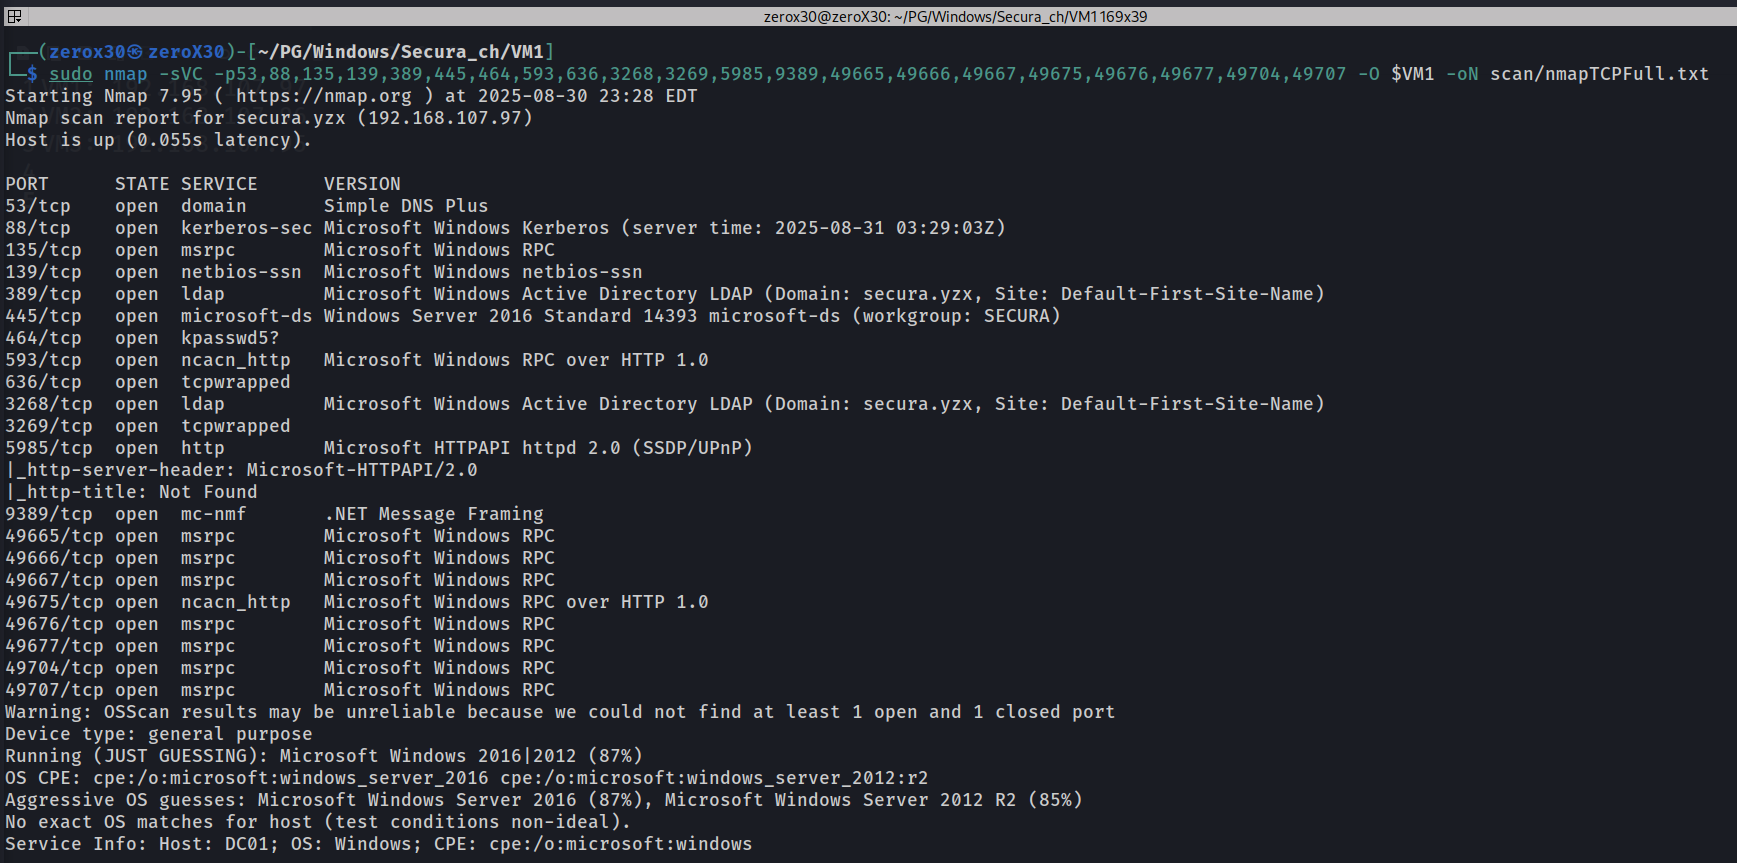 zerox30@zeroX30: ~/PG/Windows/Secura_ch/VM1 169x39
┌──(zerox30㉿zeroX30)-[~/PG/Windows/Secura_ch/VM1]
└─$ sudo nmap -sVC -p53,88,135,139,389,445,464,593,636,3268,3269,5985,9389,49665,49666,49667,49675,49676,49677,49704,49707 -O $VM1 -oN scan/nmapTCPFull.txt
Starting Nmap 7.95 ( https://nmap.org ) at 2025-08-30 23:28 EDT
Nmap scan report for secura.yzx (192.168.107.97)
Host is up (0.055s latency).
PORT      STATE SERVICE      VERSION
53/tcp    open  domain       Simple DNS Plus
88/tcp    open  kerberos-sec Microsoft Windows Kerberos (server time: 2025-08-31 03:29:03Z)
135/tcp   open  msrpc        Microsoft Windows RPC
139/tcp   open  netbios-ssn  Microsoft Windows netbios-ssn
389/tcp   open  ldap         Microsoft Windows Active Directory LDAP (Domain: secura.yzx, Site: Default-First-Site-Name)
445/tcp   open  microsoft-ds Windows Server 2016 Standard 14393 microsoft-ds (workgroup: SECURA)
464/tcp   open  kpasswd5?
593/tcp   open  ncacn_http   Microsoft Windows RPC over HTTP 1.0
636/tcp   open  tcpwrapped
3268/tcp  open  ldap         Microsoft Windows Active Directory LDAP (Domain: secura.yzx, Site: Default-First-Site-Name)
3269/tcp  open  tcpwrapped
5985/tcp  open  http         Microsoft HTTPAPI httpd 2.0 (SSDP/UPnP)
|_http-server-header: Microsoft-HTTPAPI/2.0
|_http-title: Not Found
9389/tcp  open  mc-nmf       .NET Message Framing
49665/tcp open  msrpc        Microsoft Windows RPC
49666/tcp open  msrpc        Microsoft Windows RPC
49667/tcp open  msrpc        Microsoft Windows RPC
49675/tcp open  ncacn_http   Microsoft Windows RPC over HTTP 1.0
49676/tcp open  msrpc        Microsoft Windows RPC
49677/tcp open  msrpc        Microsoft Windows RPC
49704/tcp open  msrpc        Microsoft Windows RPC
49707/tcp open  msrpc        Microsoft Windows RPC
Warning: OSScan results may be unreliable because we could not find at least 1 open and 1 closed port
Device type: general purpose
Running (JUST GUESSING): Microsoft Windows 2016|2012 (87%)
OS CPE: cpe:/o:microsoft:windows_server_2016 cpe:/o:microsoft:windows_server_2012:r2
Aggressive OS guesses: Microsoft Windows Server 2016 (87%), Microsoft Windows Server 2012 R2 (85%)
No exact OS matches for host (test conditions non-ideal).
Service Info: Host: DC01; OS: Windows; CPE: cpe:/o:microsoft:windows